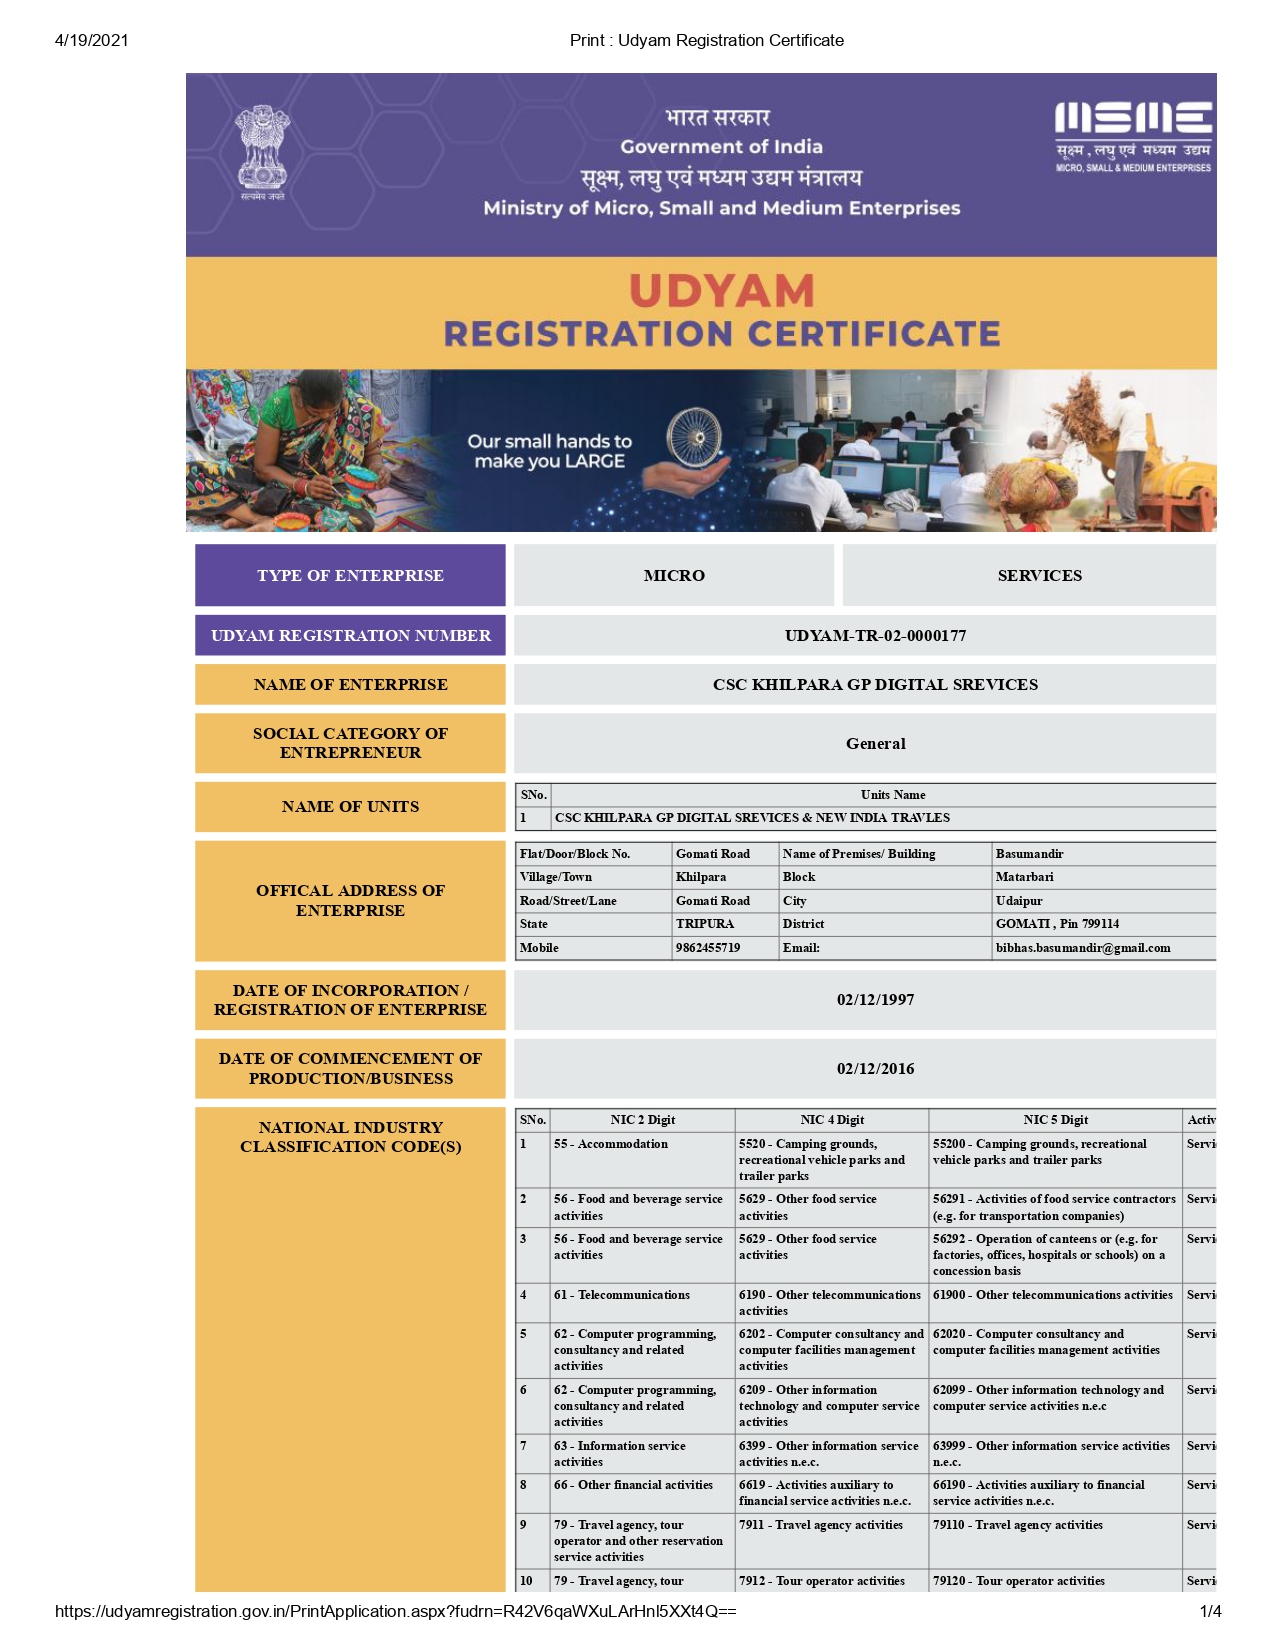 4/19/2021 Print : Udyam Registration Certificate
भारत सरकार
Government of India
सूक्ष्म, लघु एवं मध्यम उद्यम मंत्रालय
Ministry of Micro, Small and Medium Enterprises
सत्यमेव जयते
MSME
सूक्ष्म , लघु एवं मध्यम उद्यम
MICRO, SMALL & MEDIUM ENTERPRISES
UDYAM
REGISTRATION CERTIFICATE
Our small hands to
make you LARGE
TYPE OF ENTERPRISE MICRO SERVICES
UDYAM REGISTRATION NUMBER UDYAM-TR-02-0000177
NAME OF ENTERPRISE CSC KHILPARA GP DIGITAL SREVICES
SOCIAL CATEGORY OF
ENTREPRENEUR
General
NAME OF UNITS
SNo. Units Name
1 CSC KHILPARA GP DIGITAL SREVICES & NEW INDIA TRAVLES
OFFICAL ADDRESS OF
ENTERPRISE
Flat/Door/Block No. Gomati Road Name of Premises/ Building Basumandir
Village/Town Khilpara Block Matarbari
Road/Street/Lane Gomati Road City Udaipur
State TRIPURA District GOMATI , Pin 799114
Mobile 9862455719 Email: bibhas.basumandir@gmail.com
DATE OF INCORPORATION /
REGISTRATION OF ENTERPRISE
02/12/1997
DATE OF COMMENCEMENT OF
PRODUCTION/BUSINESS
02/12/2016
NATIONAL INDUSTRY
CLASSIFICATION CODE(S)
SNo. NIC 2 Digit NIC 4 Digit NIC 5 Digit Activ
1 55 - Accommodation 5520 - Camping grounds, 55200 - Camping grounds, recreational Servi
recreational vehicle parks and vehicle parks and trailer parks
trailer parks
2 56 - Food and beverage service 5629 - Other food service 56291 - Activities of food service contractors Servi
activities activities (e.g. for transportation companies)
3 56 - Food and beverage service 5629 - Other food service 56292 - Operation of canteens or (e.g. for Servi
activities activities factories, offices, hospitals or schools) on a
concession basis
4 61 - Telecommunications 6190 - Other telecommunications 61900 - Other telecommunications activities Servi
activities
5 62 - Computer programming, 6202 - Computer consultancy and 62020 - Computer consultancy and Servi
consultancy and related computer facilities management computer facilities management activities
activities activities
6 62 - Computer programming, 6209 - Other information 62099 - Other information technology and Servi
consultancy and related technology and computer service computer service activities n.e.c
activities activities
7 63 - Information service 6399 - Other information service 63999 - Other information service activities Servi
activities activities n.e.c. n.e.c.
8 66 - Other financial activities 6619 - Activities auxiliary to 66190 - Activities auxiliary to financial Servi
financial service activities n.e.c. service activities n.e.c.
9 79 - Travel agency, tour 7911 - Travel agency activities 79110 - Travel agency activities Servi
operator and other reservation
service activities
10 79 - Travel agency, tour 7912 - Tour operator activities 79120 - Tour operator activities Servi
https://udyamregistration.gov.in/PrintApplication.aspx?fudrn=R42V6qaWXuLArHnI5XXt4Q== 1/4